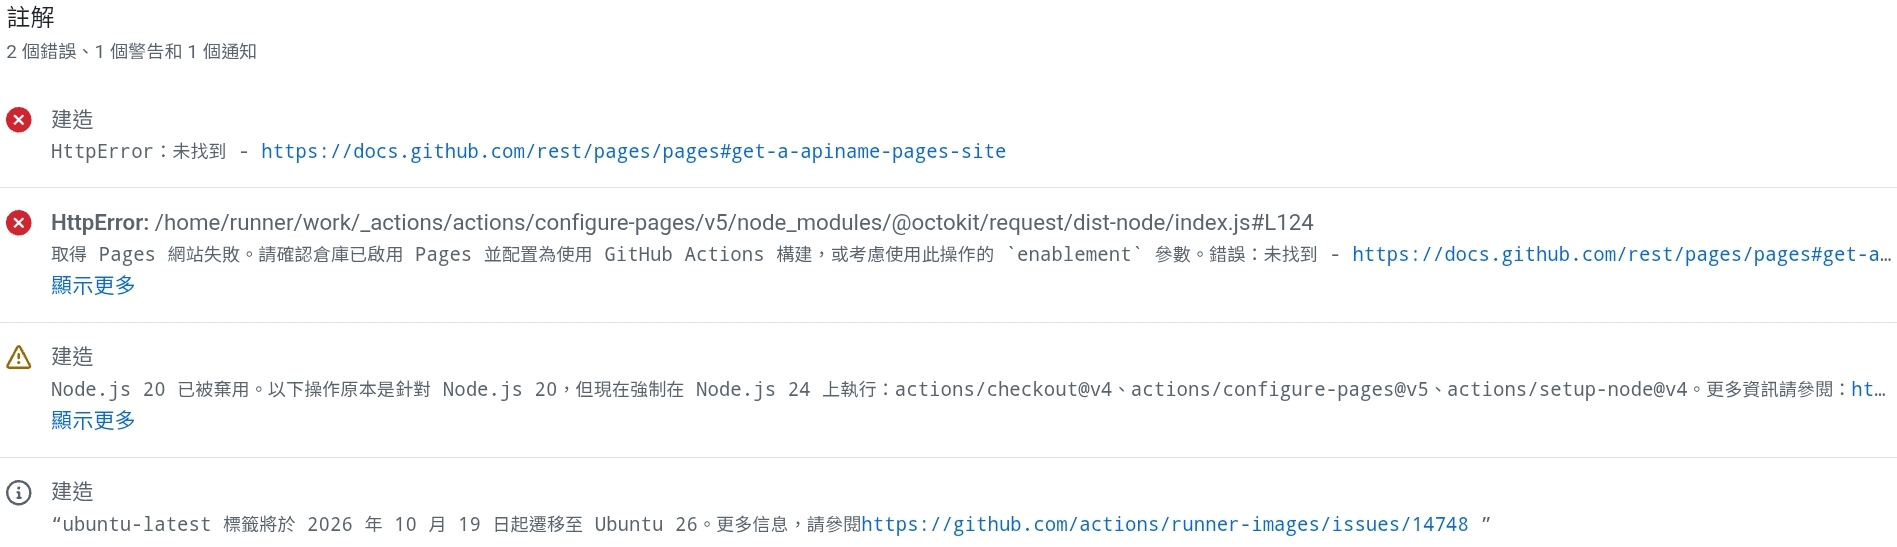 註解
2 個錯誤、1 個警告和 1 個通知
建造
HttpError：未找到 - https://docs.github.com/rest/pages/pages#get-a-apiname-pages-site
HttpError: /home/runner/work/_actions/actions/configure-pages/v5/node_modules/@octokit/request/dist-node/index.js#L124
取得 Pages 網站失敗。請確認倉庫已啟用 Pages 並配置為使用 GitHub Actions 構建，或考慮使用此操作的 `enablement` 參數。錯誤：未找到 - https://docs.github.com/rest/pages/pages#get-a…
顯示更多
建造
Node.js 20 已被棄用。以下操作原本是針對 Node.js 20，但現在強制在 Node.js 24 上執行：actions/checkout@v4、actions/configure-pages@v5、actions/setup-node@v4。更多資訊請參閱：ht…
顯示更多
建造
“ubuntu-latest 標籤將於 2026 年 10 月 19 日起遷移至 Ubuntu 26。更多信息，請參閱https://github.com/actions/runner-images/issues/14748 ”